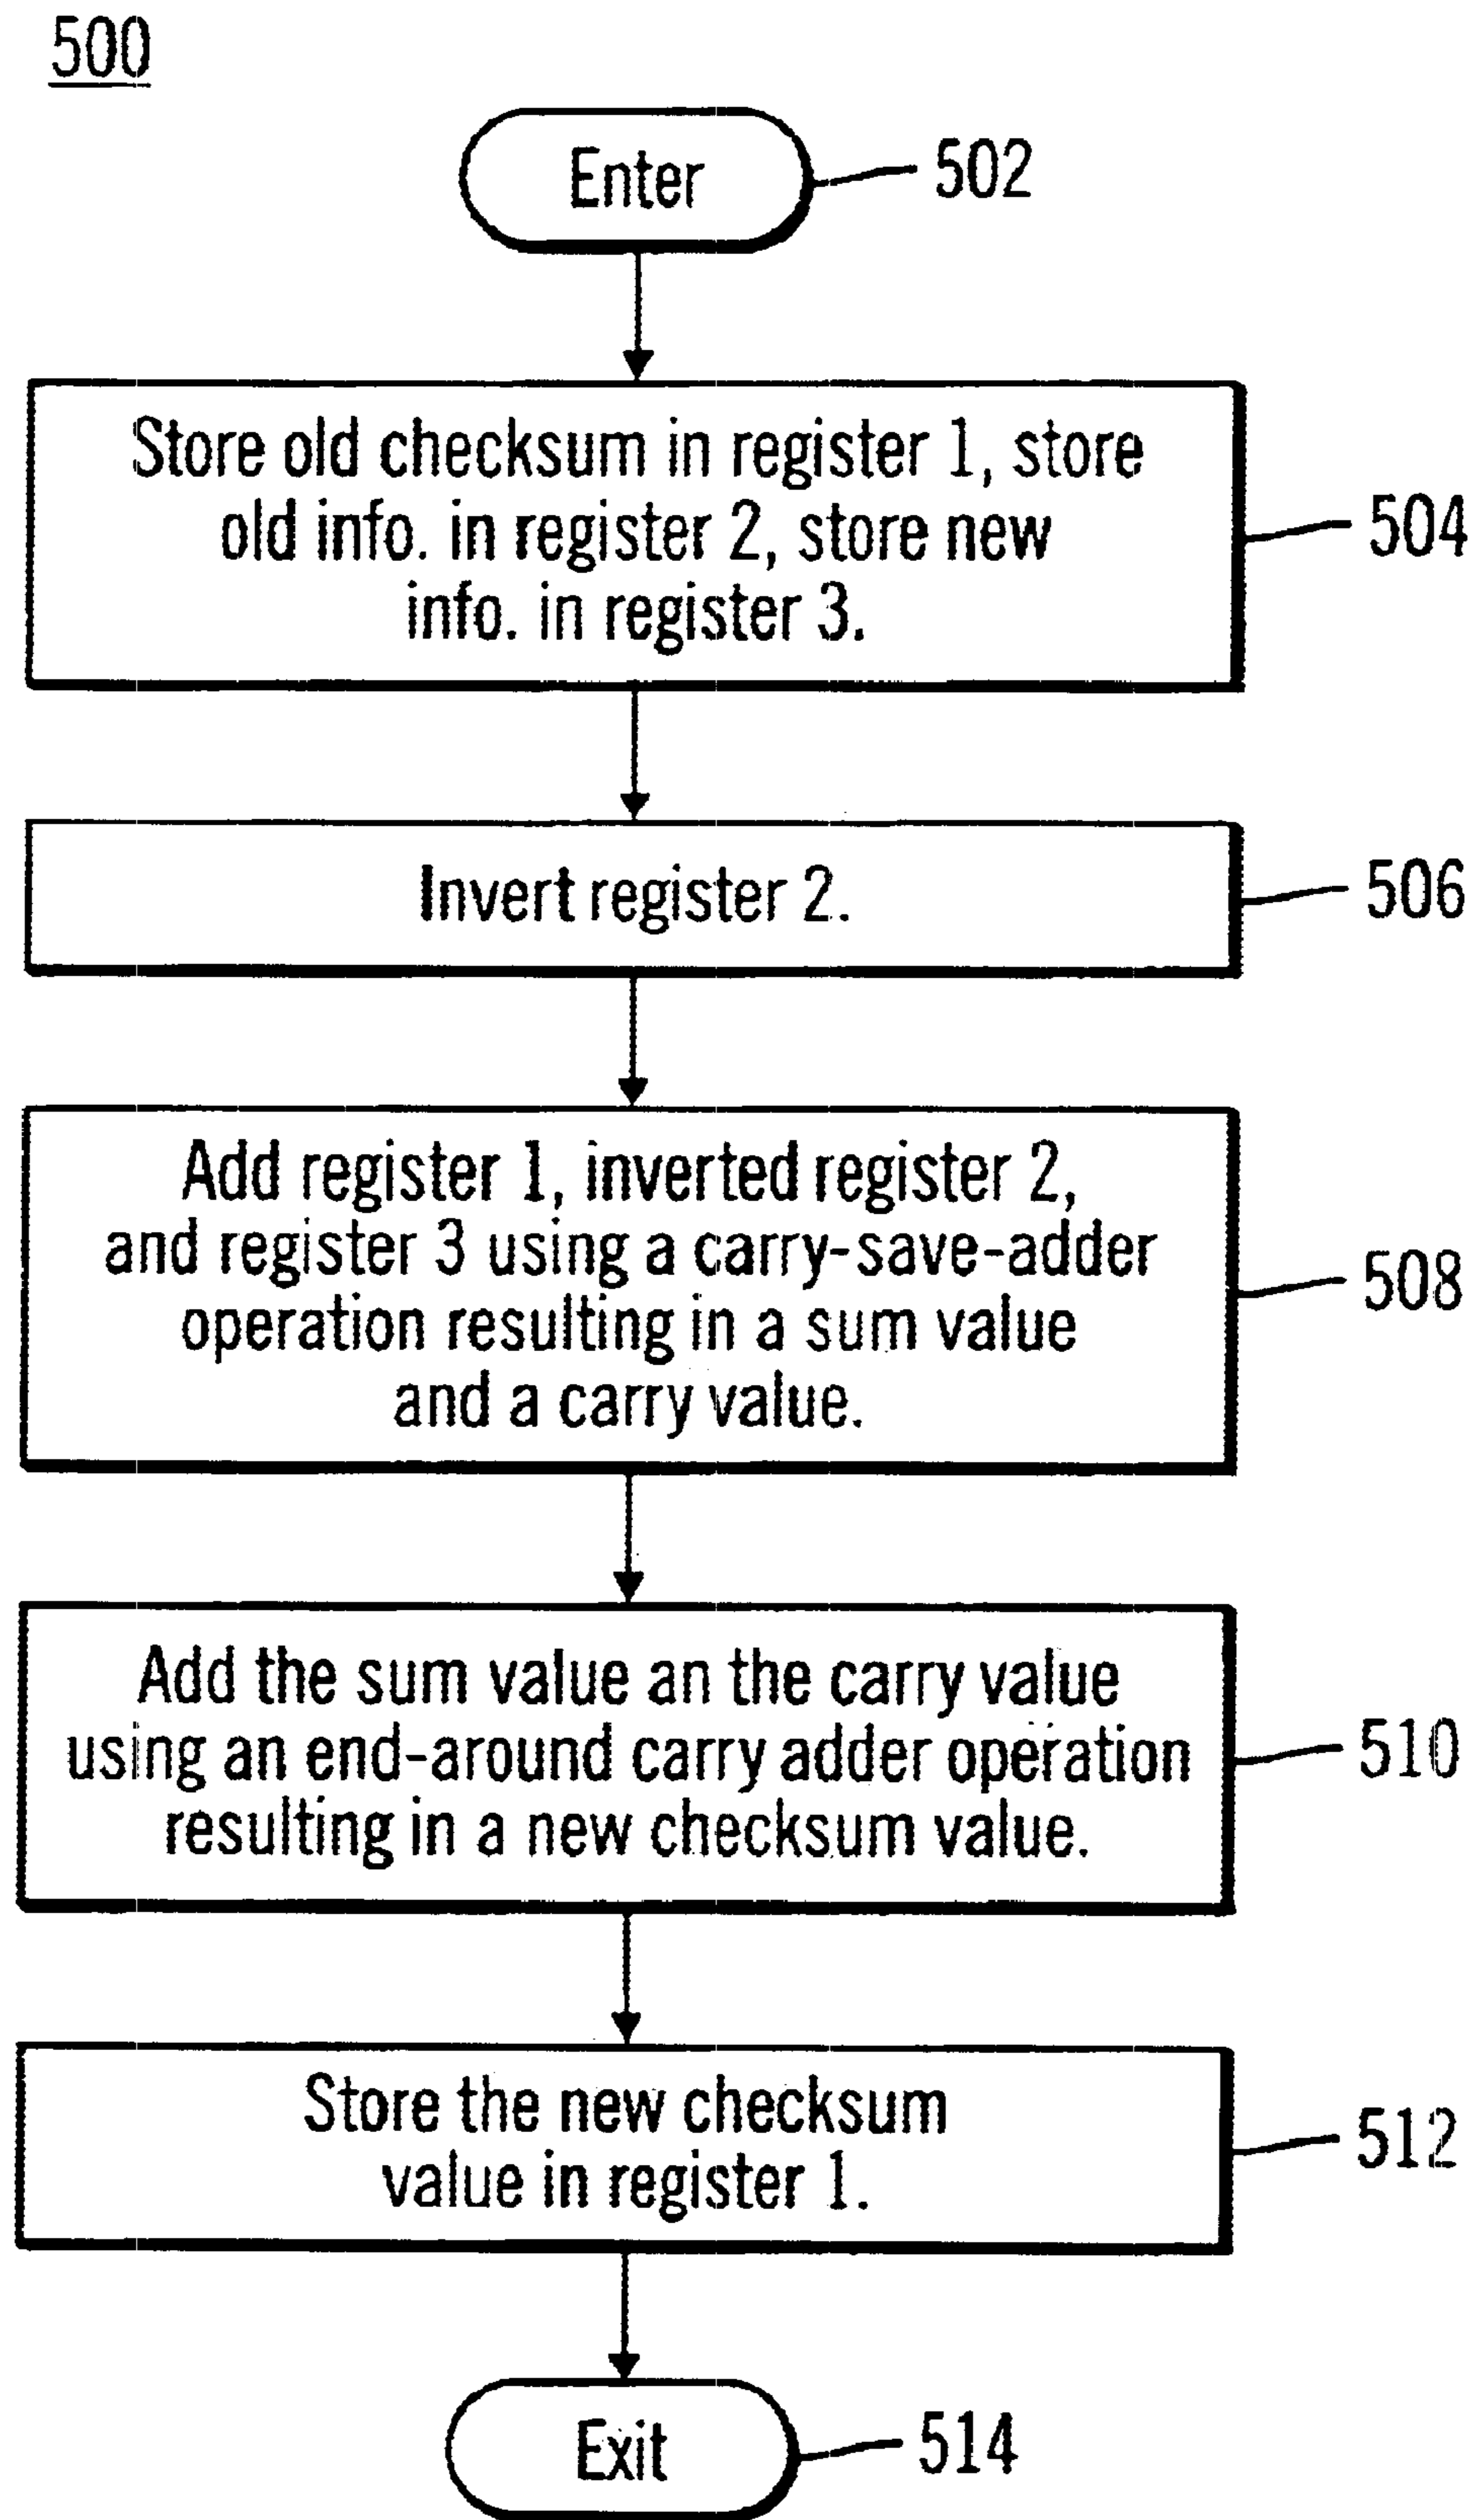 500
Enter
502
Store old checksum in register 1, store
old info. in register 2, store new
info. in register 3.
504
Invert register 2.
506
Add register 1, inverted register 2,
and register 3 using a carry-save-adder
operation resulting in a sum value
and a carry value.
508
Add the sum value an the carry value
using an end-around carry adder operation
resulting in a new checksum value.
510
Store the new checksum
value in register 1.
512
Exit
514